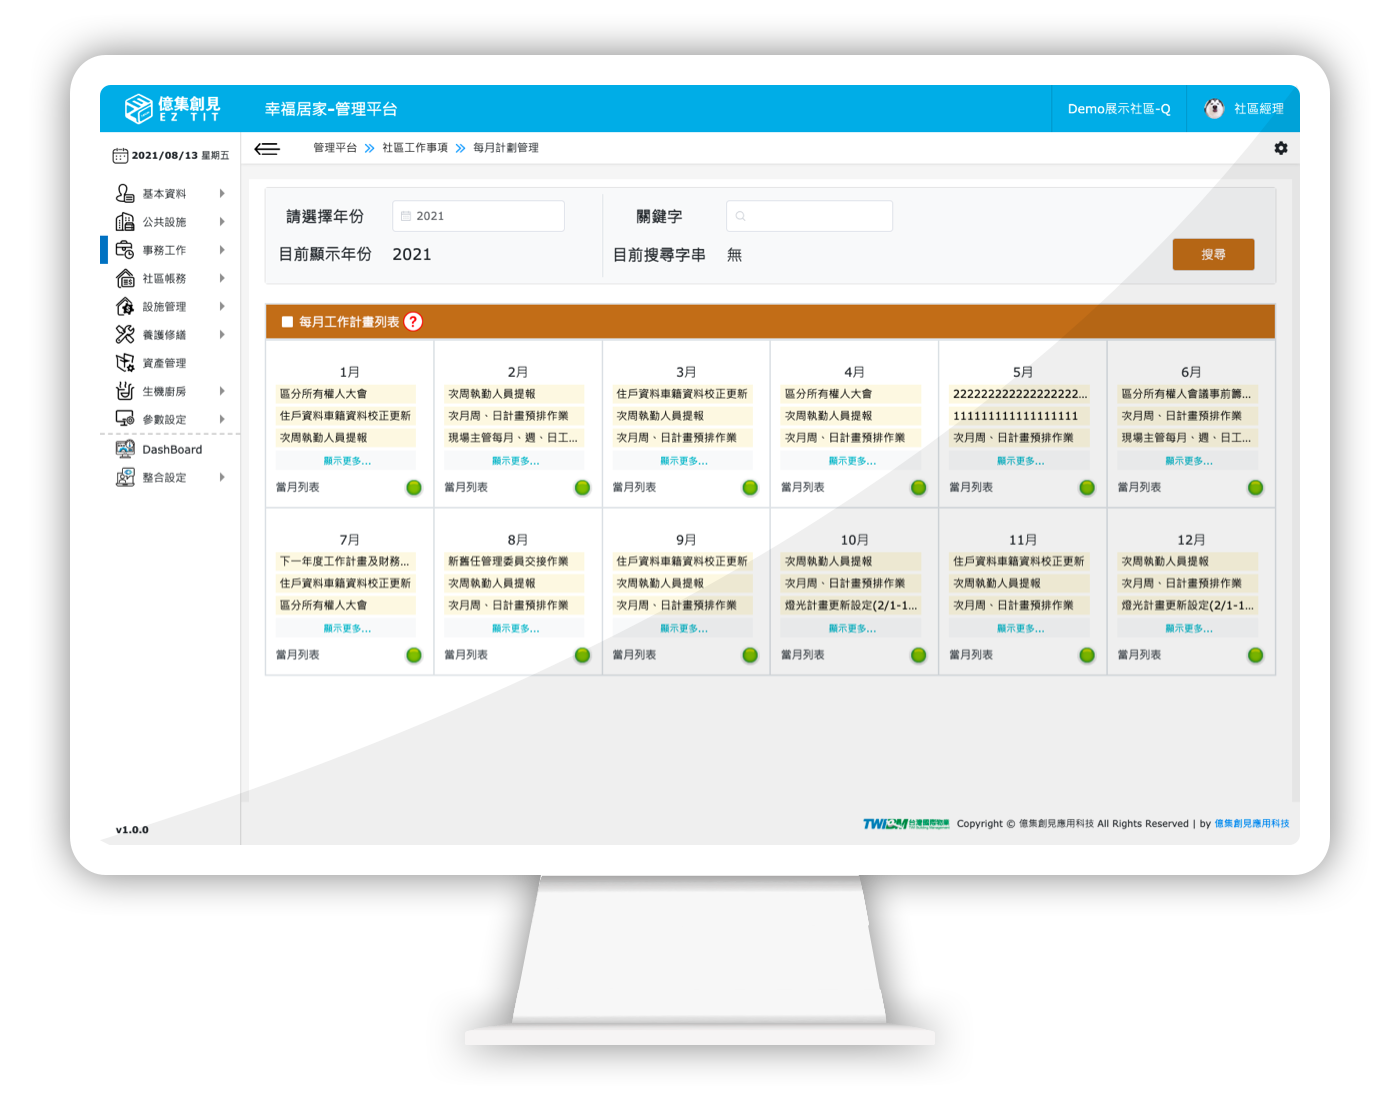 億集創見
EZ TIT
幸福居家-管理平台
Demo展示社區-Q
社區經理
2021/08/13 星期五
管理平台 社區工作事項 每月計劃管理
基本資料
公共設施
事務工作
社區帳務
設施管理
養護修繕
資產管理
生機廚房
參數設定
DashBoard
整合設定
v1.0.0
請選擇年份 2021
關鍵字
目前顯示年份 2021
目前搜尋字串 無
搜尋
每月工作計畫列表 ?
1月
區分所有權人大會
住戶資料車籍資料校正更新
次周執勤人員提報
顯示更多...
當月列表
2月
次周執勤人員提報
次月周、日計畫預排作業
現場主管每月、週、日工...
顯示更多...
當月列表
3月
住戶資料車籍資料校正更新
次周執勤人員提報
次月周、日計畫預排作業
顯示更多...
當月列表
4月
區分所有權人大會
次周執勤人員提報
次月周、日計畫預排作業
顯示更多...
當月列表
5月
22222222222222222222...
111111111111111111
次月周、日計畫預排作業
顯示更多...
當月列表
6月
區分所有權人會議事前籌...
次月周、日計畫預排作業
現場主管每月、週、日工...
顯示更多...
當月列表
7月
下一年度工作計畫及財務...
住戶資料車籍資料校正更新
區分所有權人大會
顯示更多...
當月列表
8月
新舊任管理委員交接作業
次周執勤人員提報
次月周、日計畫預排作業
顯示更多...
當月列表
9月
住戶資料車籍資料校正更新
次周執勤人員提報
次月周、日計畫預排作業
顯示更多...
當月列表
10月
次周執勤人員提報
次月周、日計畫預排作業
燈光計畫更新設定(2/1-1...
顯示更多...
當月列表
11月
住戶資料車籍資料校正更新
次周執勤人員提報
次月周、日計畫預排作業
顯示更多...
當月列表
12月
次周執勤人員提報
次月周、日計畫預排作業
燈光計畫更新設定(2/1-1...
顯示更多...
當月列表
台灣國際物業 Copyright © 億集創見應用科技 All Rights Reserved | by 億集創見應用科技